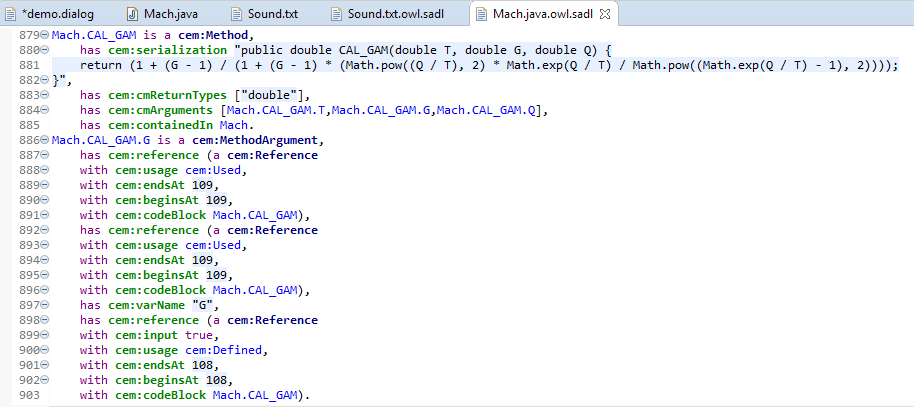 *demo.dialog Mach.java Sound.txt Sound.txt.owl.sadl Mach.java.owl.sadl
879 Mach.CAL_GAM is a cem:Method,
880 has cem:serialization "public double CAL_GAM(double T, double G, double Q) {
881 return (1 + (G - 1) / (1 + (G - 1) * (Math.pow((Q / T), 2) * Math.exp(Q / T) / Math.pow((Math.exp(Q / T) - 1), 2))));
882 }",
883 has cem:cmReturnTypes ["double"],
884 has cem:cmArguments [Mach.CAL_GAM.T,Mach.CAL_GAM.G,Mach.CAL_GAM.Q],
885 has cem:containedIn Mach.
886 Mach.CAL_GAM.G is a cem:MethodArgument,
887 has cem:reference (a cem:Reference
888 with cem:usage cem:Used,
889 with cem:endsAt 109,
890 with cem:beginsAt 109,
891 with cem:codeBlock Mach.CAL_GAM),
892 has cem:reference (a cem:Reference
893 with cem:usage cem:Used,
894 with cem:endsAt 109,
895 with cem:beginsAt 109,
896 with cem:codeBlock Mach.CAL_GAM),
897 has cem:varName "G",
898 has cem:reference (a cem:Reference
899 with cem:input true,
900 with cem:usage cem:Defined,
901 with cem:endsAt 108,
902 with cem:beginsAt 108,
903 with cem:codeBlock Mach.CAL_GAM).